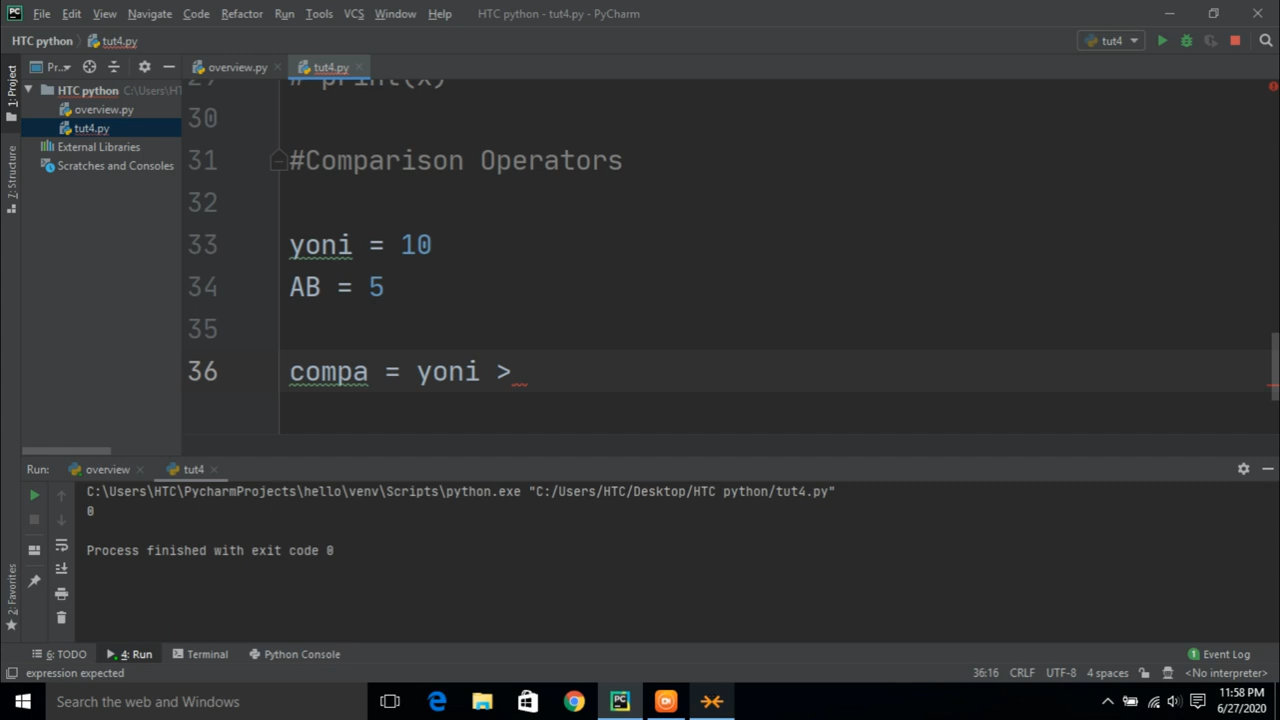 File Edit View Navigate Code Refactor Run Tools VCS Window Help HTC python - tut4.py - PyCharm
HTC python tut4.py tut4
1: Project
Pr... overview.py tut4.py
HTC python C:\Users\HT
overview.py
tut4.py
External Libraries
Scratches and Consoles
Z: Structure
29 # print(x)
30
31 #Comparison Operators
32
33 yoni = 10
34 AB = 5
35
36 compa = yoni >
Run: overview tut4
C:\Users\HTC\PycharmProjects\hello\venv\Scripts\python.exe "C:/Users/HTC/Desktop/HTC python/tut4.py"
0
Process finished with exit code 0
2: Favorites
6: TODO 4: Run Terminal Python Console 1 Event Log
expression expected 36:16 CRLF UTF-8 4 spaces <No interpreter>
Search the web and Windows
11:58 PM
6/27/2020